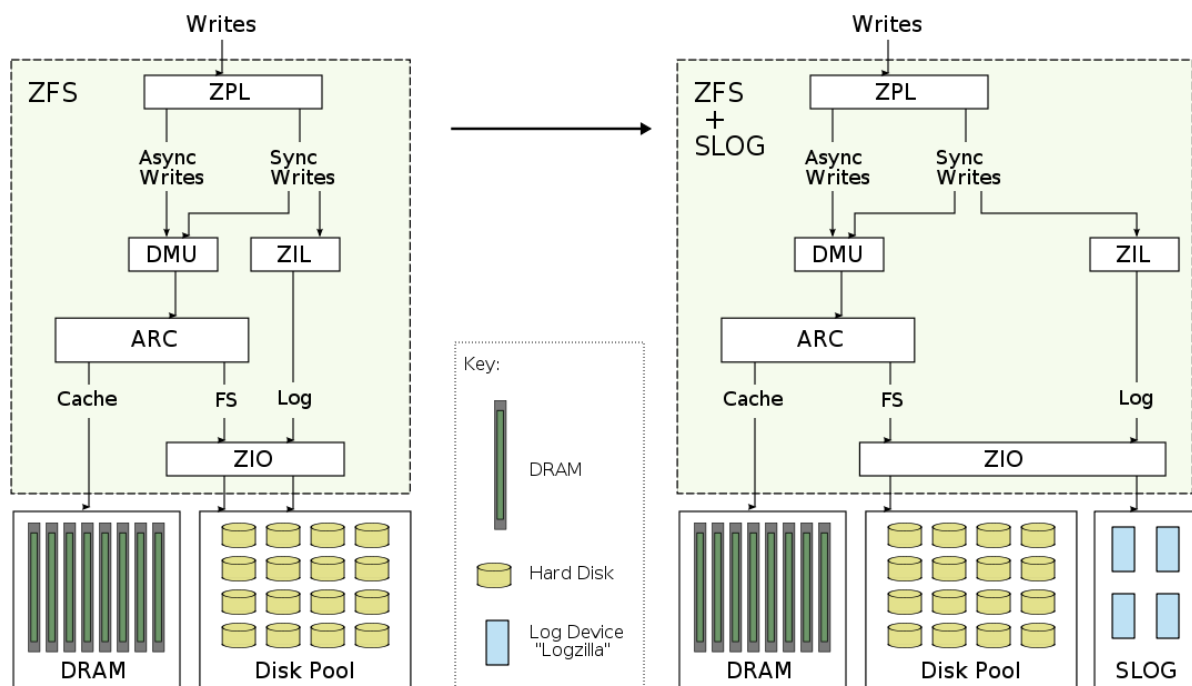 Writes
ZFS
ZPL
Async
Writes
Sync
Writes
DMU
ZIL
ARC
Cache
FS
Log
ZIO
DRAM
Disk Pool
Key:
DRAM
Hard Disk
Log Device
"Logzilla"
Writes
ZFS
+
SLOG
ZPL
Async
Writes
Sync
Writes
DMU
ZIL
ARC
Cache
FS
Log
ZIO
DRAM
Disk Pool
SLOG